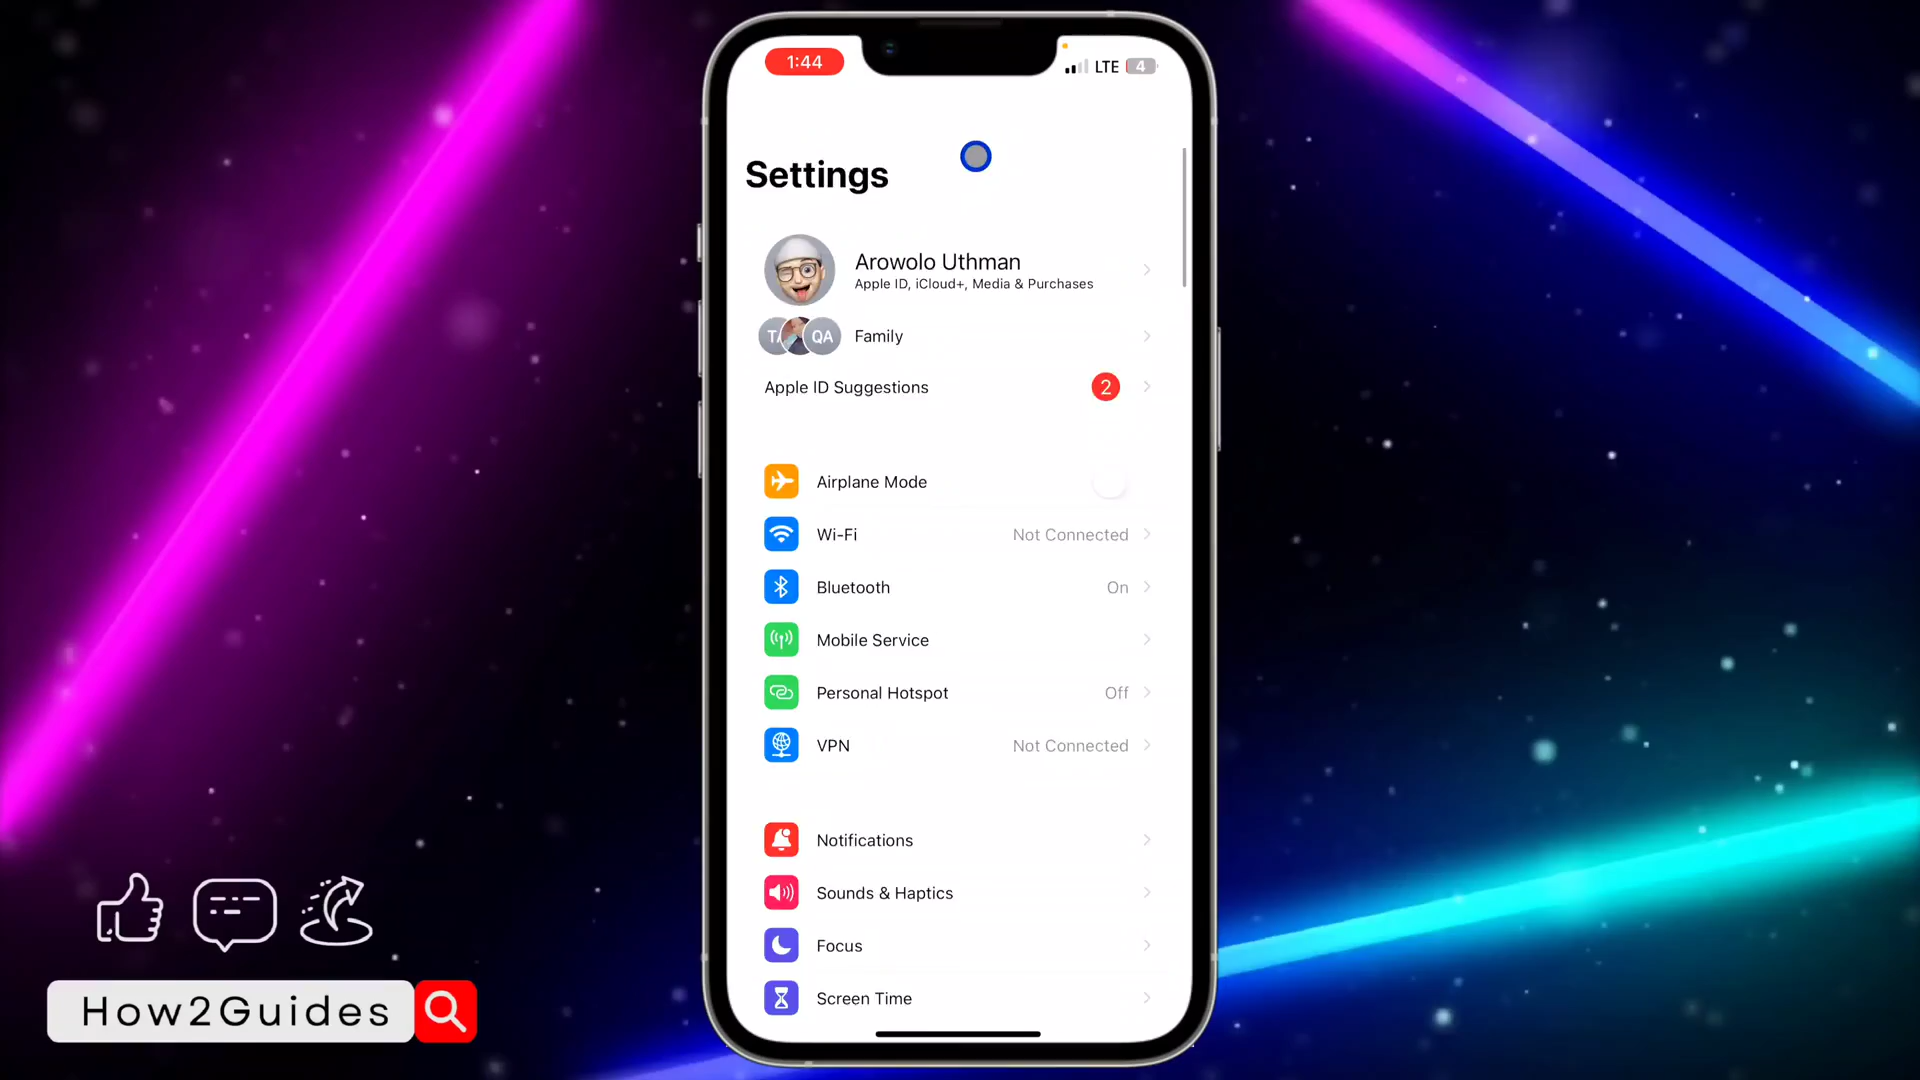 1:44
LTE 4
Settings
Arowolo Uthman
Apple ID, iCloud+, Media & Purchases
QA Family
Apple ID Suggestions 2
Airplane Mode
Wi-Fi Not Connected
Bluetooth On
Mobile Service
Personal Hotspot Off
VPN Not Connected
Notifications
Sounds & Haptics
Focus
Screen Time
How2Guides